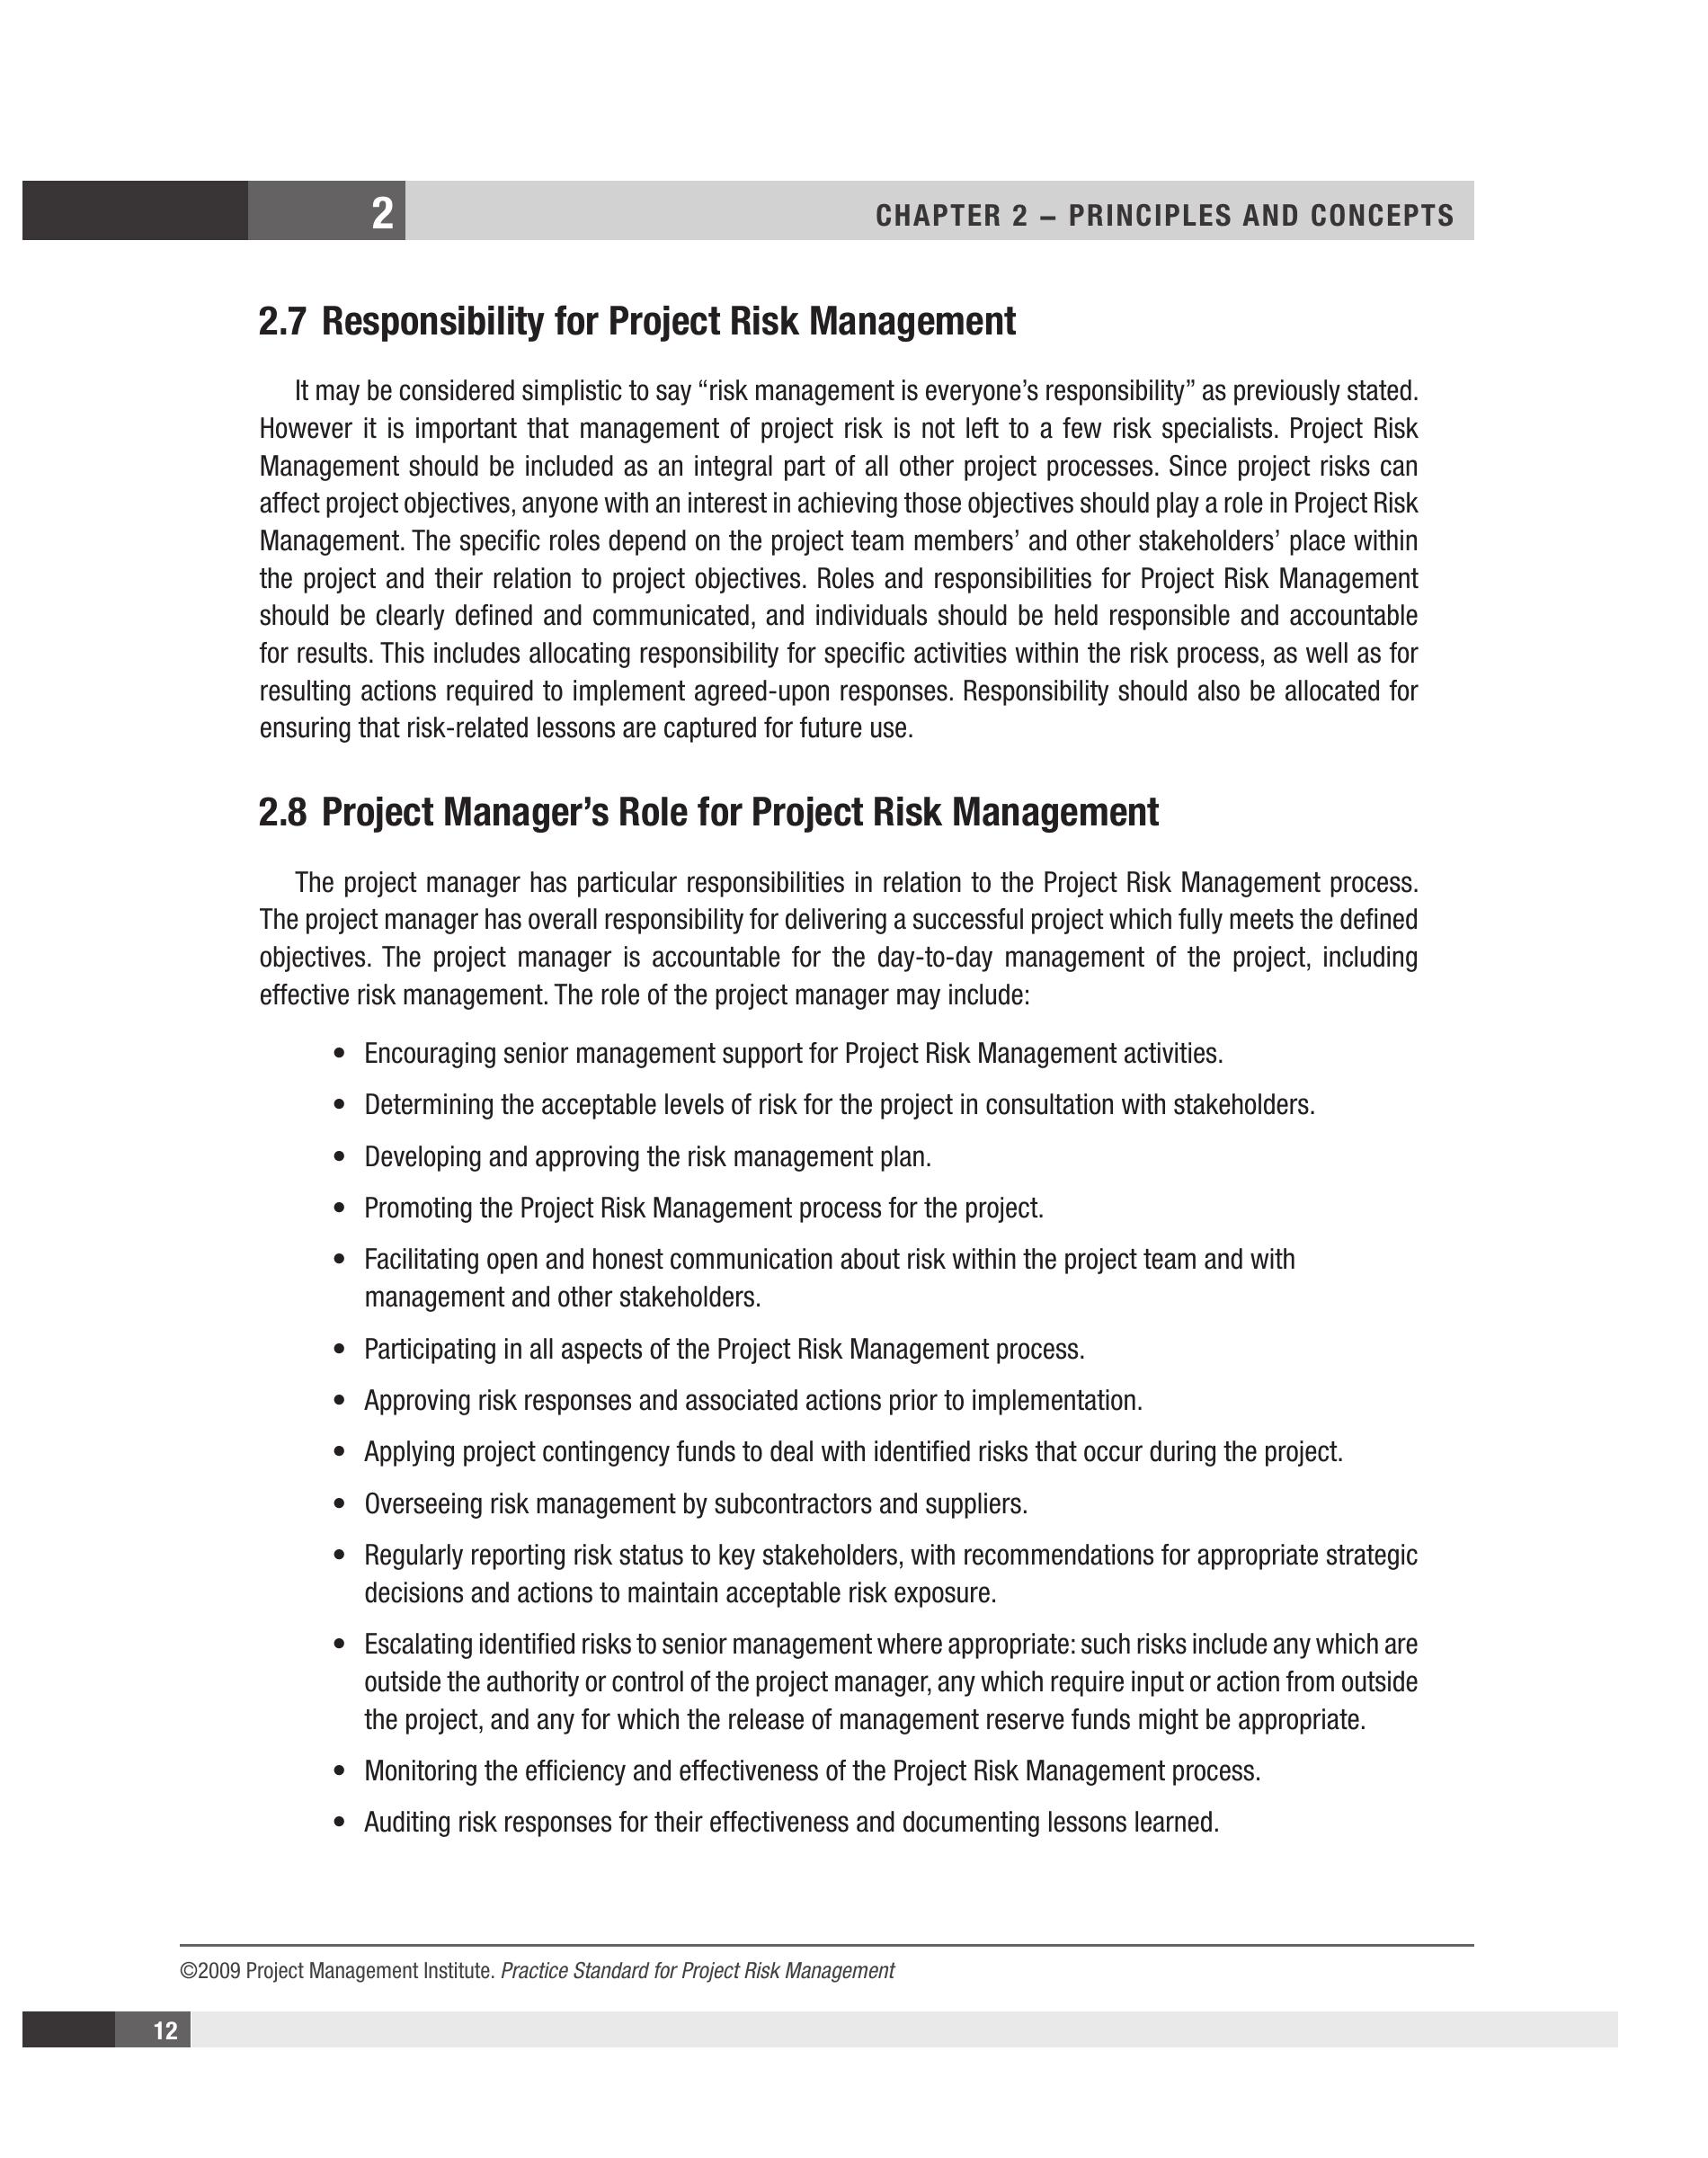 2
CHAPTER 2 – PRINCIPLES AND CONCEPTS
2.7 Responsibility for Project Risk Management
It may be considered simplistic to say “risk management is everyone’s responsibility” as previously stated.
However it is important that management of project risk is not left to a few risk specialists. Project Risk
Management should be included as an integral part of all other project processes. Since project risks can
affect project objectives, anyone with an interest in achieving those objectives should play a role in Project Risk
Management. The specific roles depend on the project team members’ and other stakeholders’ place within
the project and their relation to project objectives. Roles and responsibilities for Project Risk Management
should be clearly defined and communicated, and individuals should be held responsible and accountable
for results. This includes allocating responsibility for specific activities within the risk process, as well as for
resulting actions required to implement agreed-upon responses. Responsibility should also be allocated for
ensuring that risk-related lessons are captured for future use.
2.8 Project Manager’s Role for Project Risk Management
The project manager has particular responsibilities in relation to the Project Risk Management process.
The project manager has overall responsibility for delivering a successful project which fully meets the defined
objectives. The project manager is accountable for the day-to-day management of the project, including
effective risk management. The role of the project manager may include:
• Encouraging senior management support for Project Risk Management activities.
• Determining the acceptable levels of risk for the project in consultation with stakeholders.
• Developing and approving the risk management plan.
• Promoting the Project Risk Management process for the project.
• Facilitating open and honest communication about risk within the project team and with
management and other stakeholders.
• Participating in all aspects of the Project Risk Management process.
• Approving risk responses and associated actions prior to implementation.
• Applying project contingency funds to deal with identified risks that occur during the project.
• Overseeing risk management by subcontractors and suppliers.
• Regularly reporting risk status to key stakeholders, with recommendations for appropriate strategic
decisions and actions to maintain acceptable risk exposure.
• Escalating identified risks to senior management where appropriate: such risks include any which are
outside the authority or control of the project manager, any which require input or action from outside
the project, and any for which the release of management reserve funds might be appropriate.
• Monitoring the efficiency and effectiveness of the Project Risk Management process.
• Auditing risk responses for their effectiveness and documenting lessons learned.
©2009 Project Management Institute. Practice Standard for Project Risk Management
12